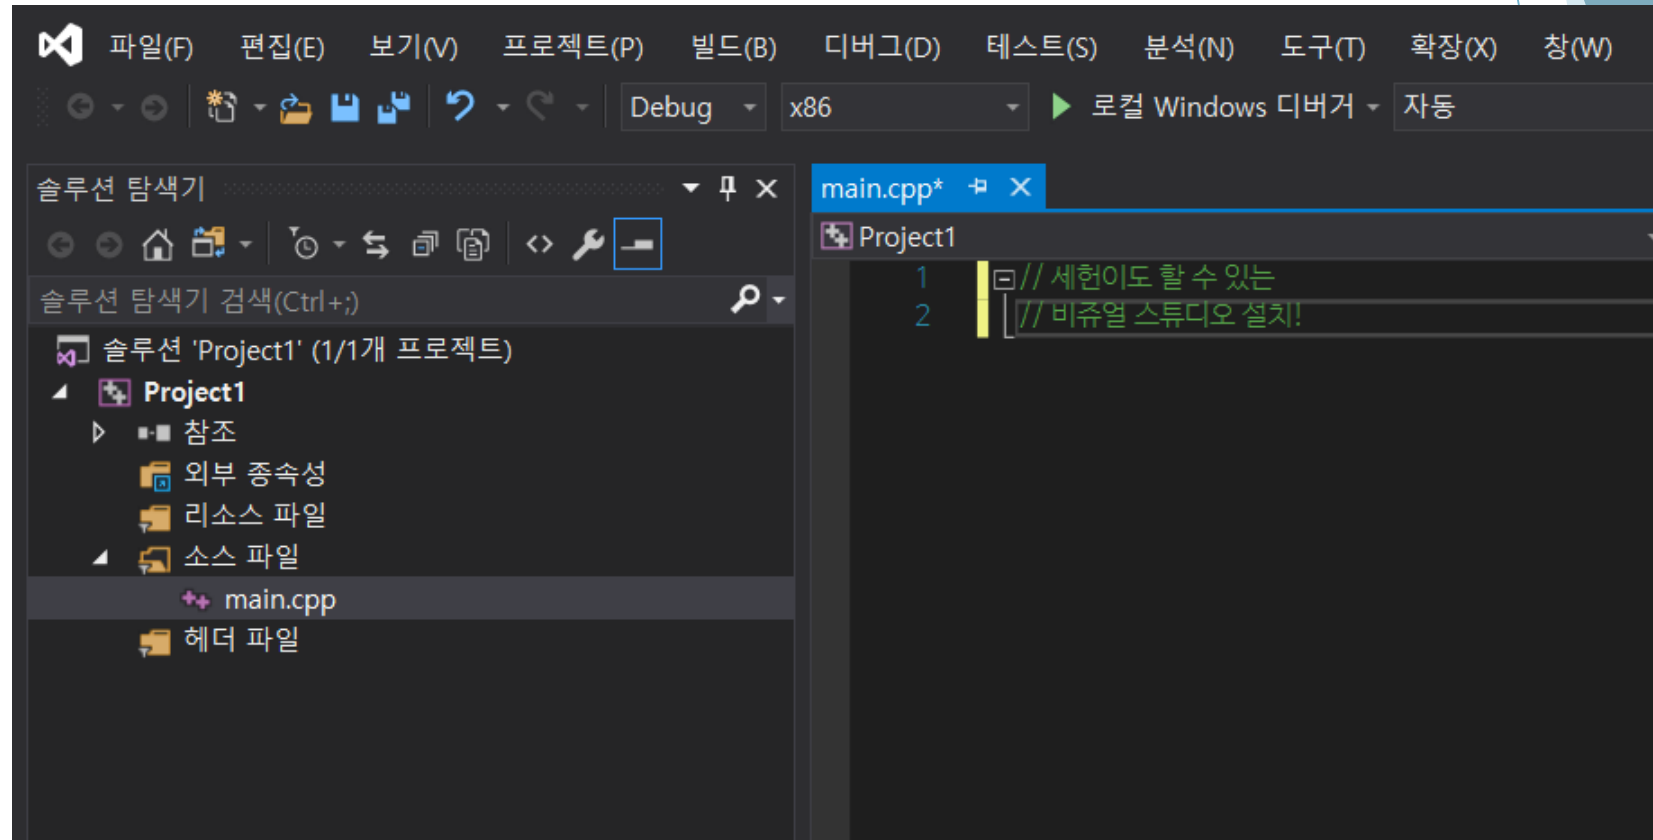 파일(F) 편집(E) 보기(V) 프로젝트(P) 빌드(B) 디버그(D) 테스트(S) 분석(N) 도구(T) 확장(X) 창(W)
Debug x86 로컬 Windows 디버거 자동
솔루션 탐색기
main.cpp*
솔루션 탐색기 검색(Ctrl+;)
Project1
1 // 세헌이도 할 수 있는
2 // 비쥬얼 스튜디오 설치!
솔루션 'Project1' (1/1개 프로젝트)
Project1
참조
외부 종속성
리소스 파일
소스 파일
main.cpp
헤더 파일